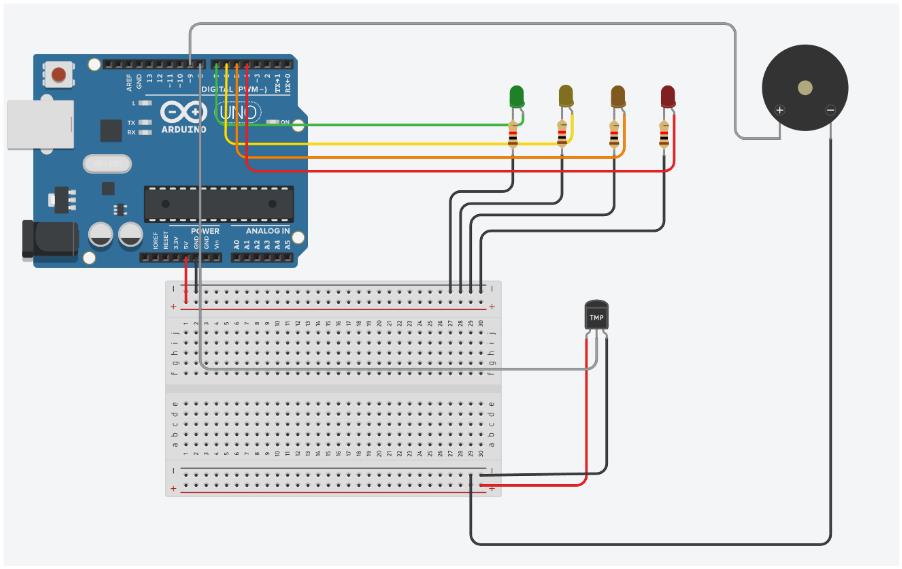 AREF
GND
13
12
~11
~10
~9
8
~3
2
TX→1
RX←0
DIGITAL (PWM~)
L
TX
RX
UNO
ON
ARDUINO
POWER
ANALOG IN
IOREF
RESET
3.3V
5V
GND
GND
Vin
A0
A1
A2
A3
A4
A5
+
−
TMP
−
−
+
+
1 2 3 4 5 6 7 8 9 10 11 12 13 14 15 16 17 18 19 20 21 22 23 24 25 26 27 28 29 30
j
j
i
i
h
h
g
g
f
f
e
e
d
d
c
c
b
b
a
a
1 2 3 4 5 6 7 8 9 10 11 12 13 14 15 16 17 18 19 20 21 22 23 24 25 26 27 28 29 30
−
−
+
+